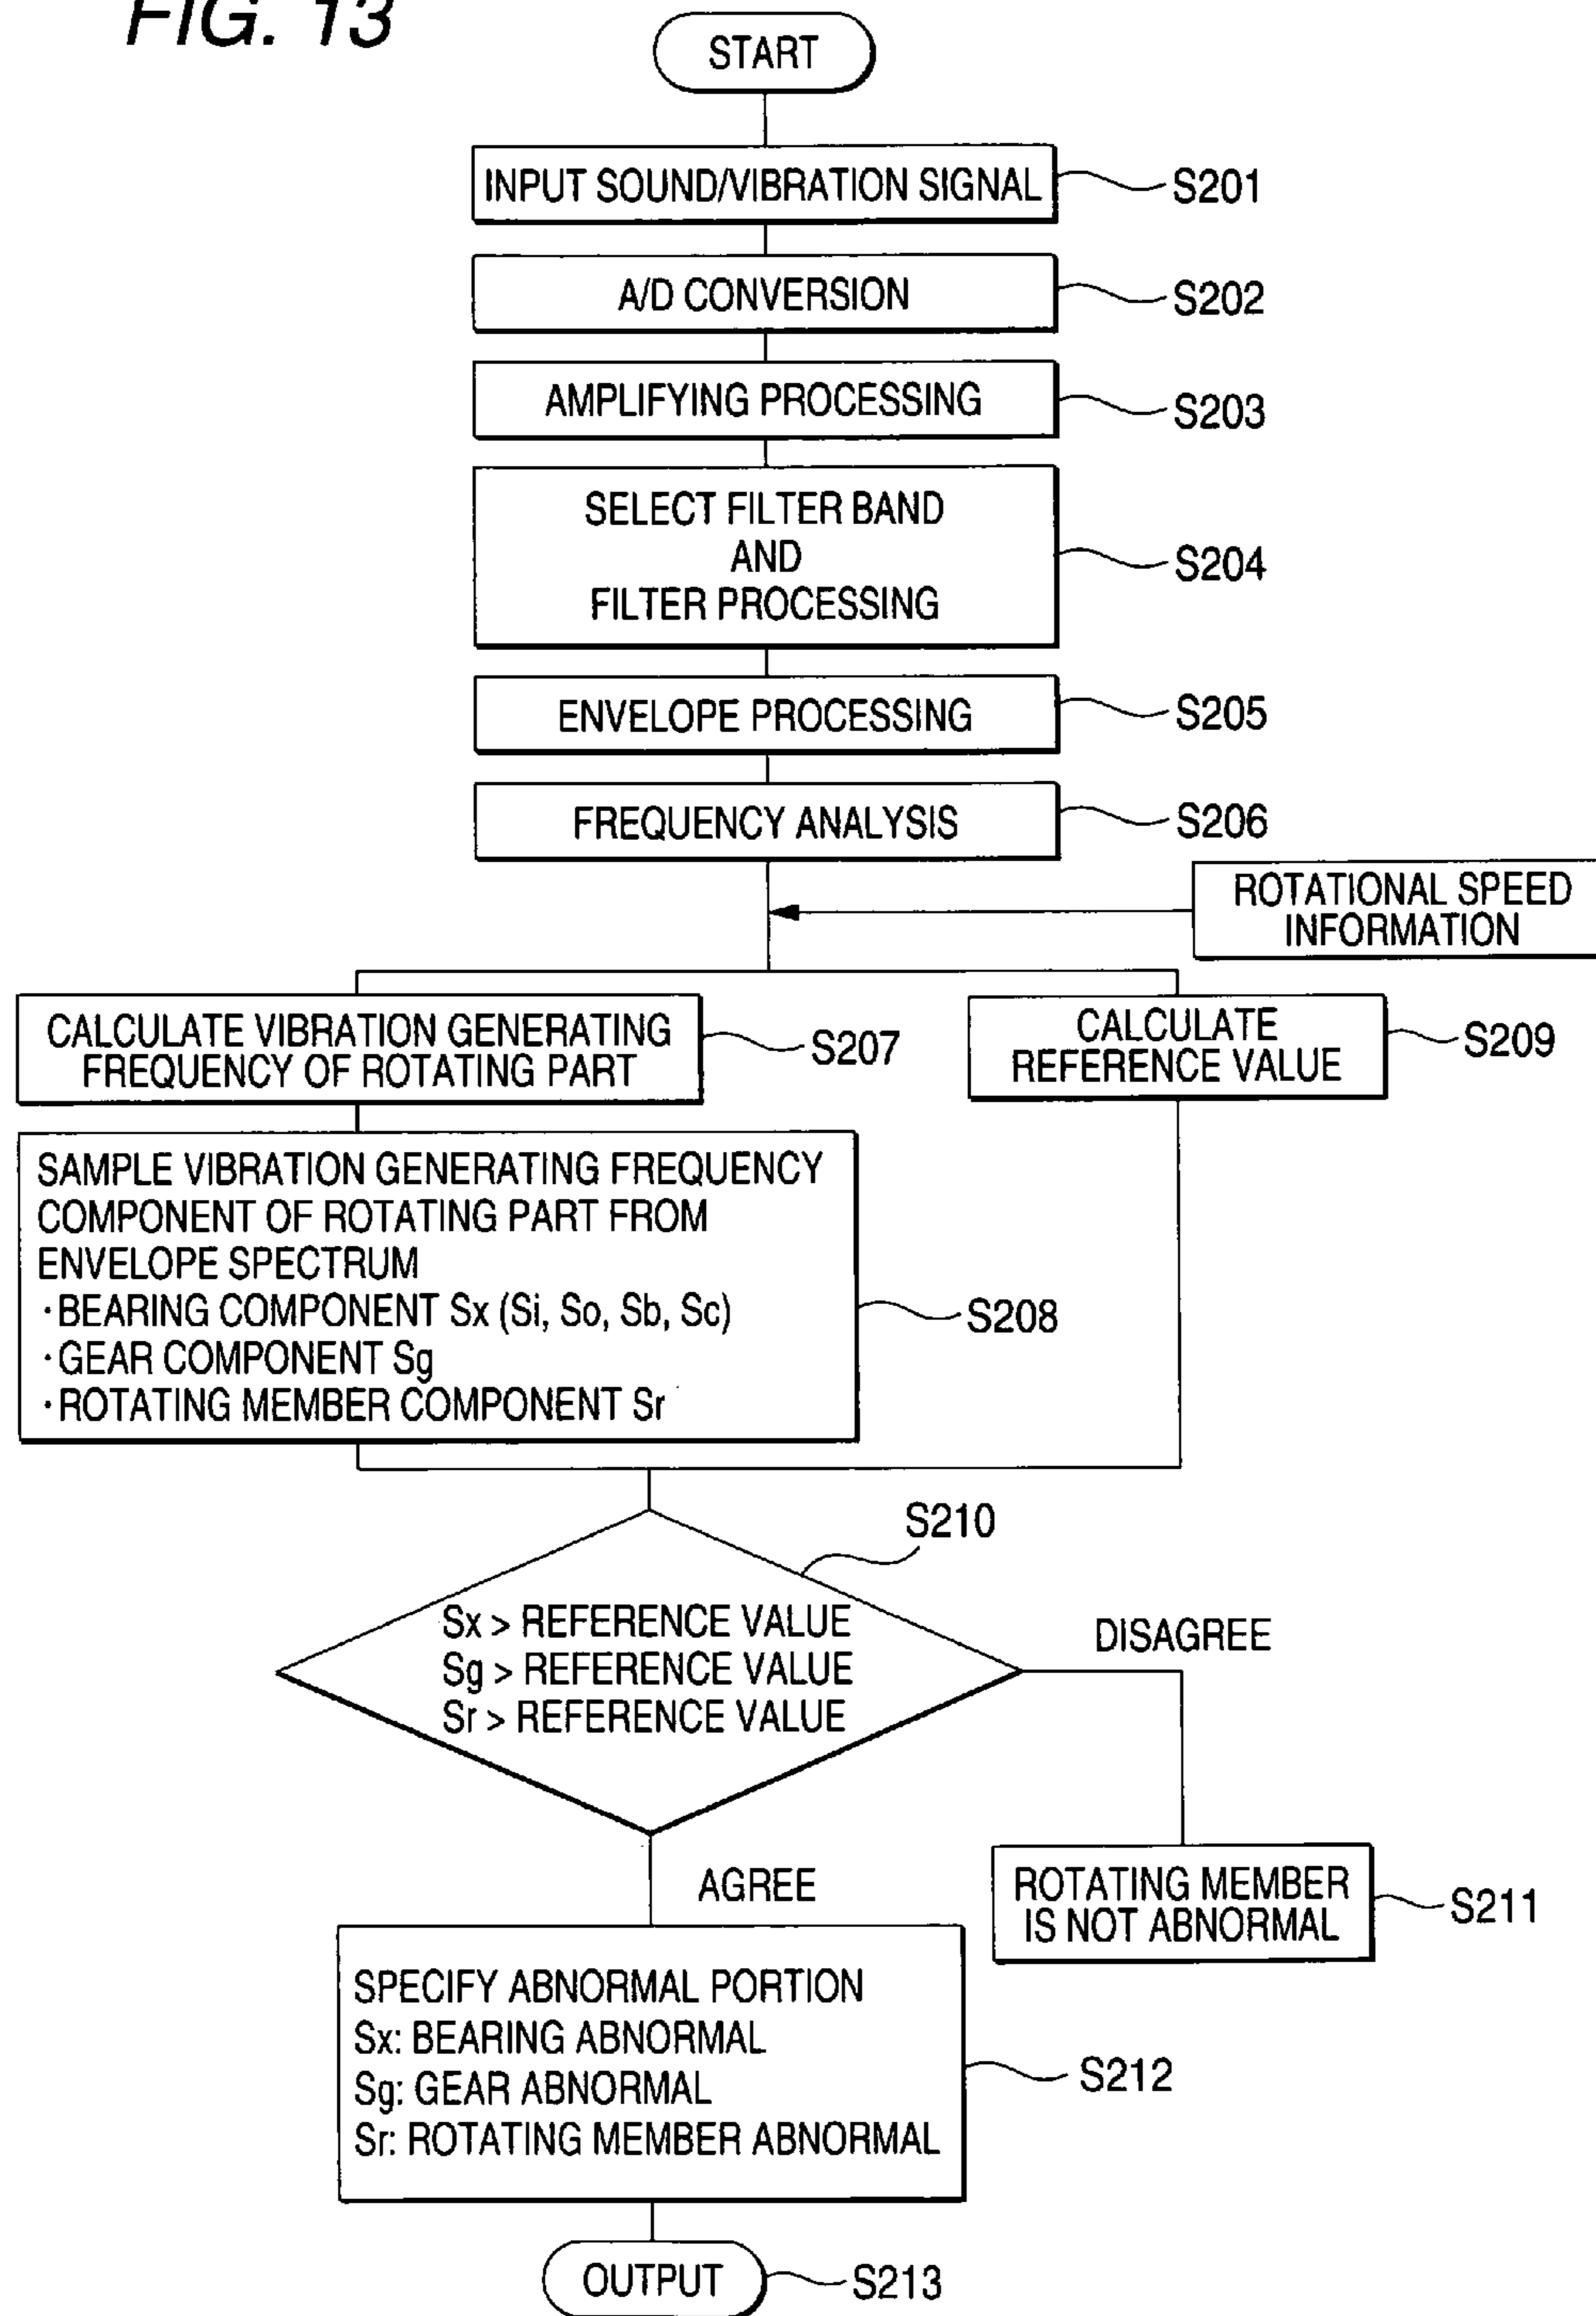 FIG. 13
START
INPUT SOUND/VIBRATION SIGNAL
S201
A/D CONVERSION
S202
AMPLIFYING PROCESSING
S203
SELECT FILTER BAND
AND
FILTER PROCESSING
S204
ENVELOPE PROCESSING
S205
FREQUENCY ANALYSIS
S206
ROTATIONAL SPEED
INFORMATION
CALCULATE VIBRATION GENERATING
FREQUENCY OF ROTATING PART
S207
CALCULATE
REFERENCE VALUE
S209
SAMPLE VIBRATION GENERATING FREQUENCY
COMPONENT OF ROTATING PART FROM
ENVELOPE SPECTRUM
・BEARING COMPONENT Sx (Si, So, Sb, Sc)
・GEAR COMPONENT Sg
・ROTATING MEMBER COMPONENT Sr
S208
S210
Sx > REFERENCE VALUE
Sg > REFERENCE VALUE
Sr > REFERENCE VALUE
DISAGREE
AGREE
ROTATING MEMBER
IS NOT ABNORMAL
S211
SPECIFY ABNORMAL PORTION
Sx: BEARING ABNORMAL
Sg: GEAR ABNORMAL
Sr: ROTATING MEMBER ABNORMAL
S212
OUTPUT
S213